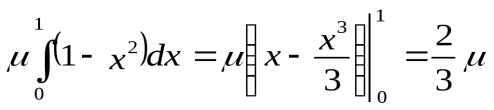 μ∫₀¹(1 − x²)dx = μ[x − x³/3]|₀¹ = 2/3 μ